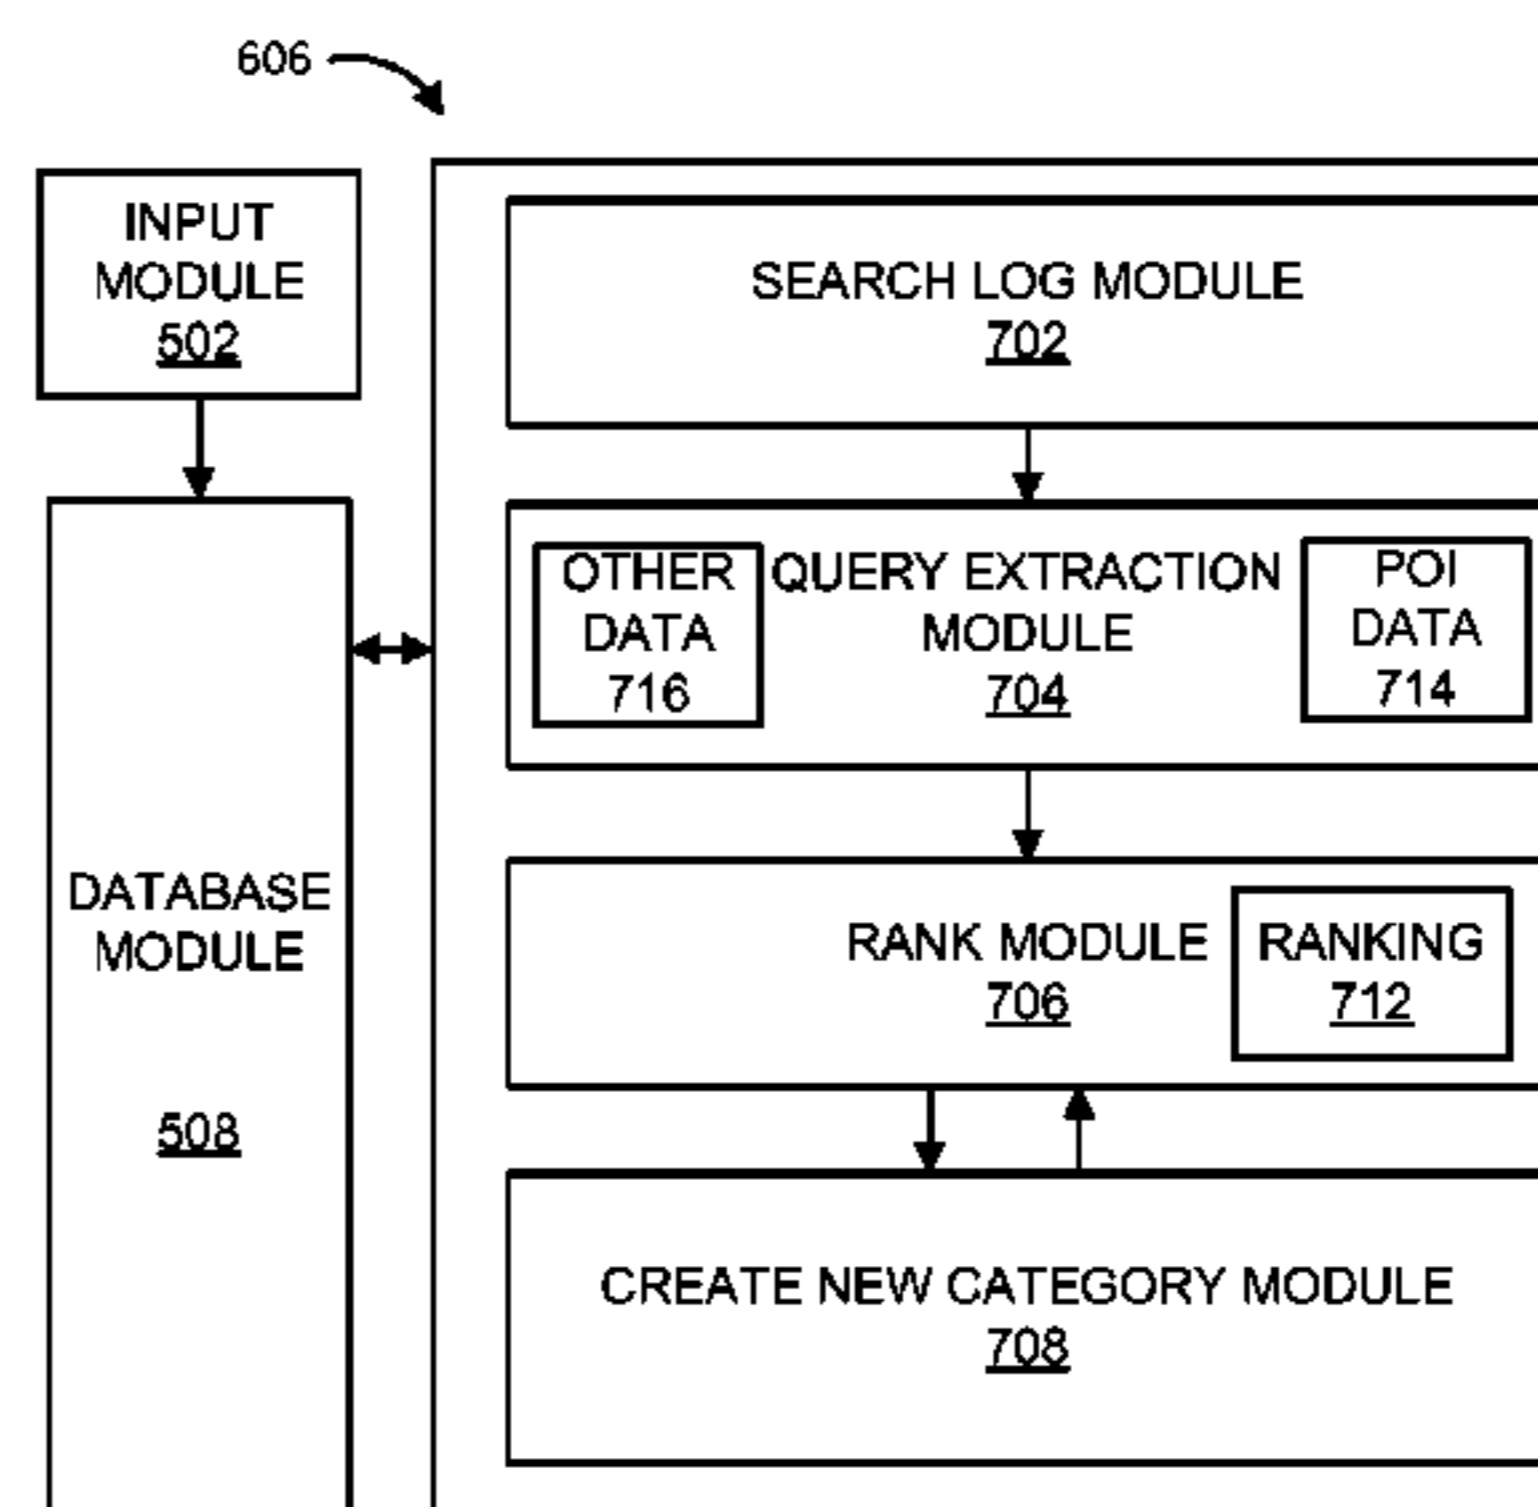 606
INPUT
MODULE
502
DATABASE
MODULE
508
SEARCH LOG MODULE
702
OTHER
DATA
716
QUERY EXTRACTION
MODULE
704
POI
DATA
714
RANK MODULE
706
RANKING
712
CREATE NEW CATEGORY MODULE
708